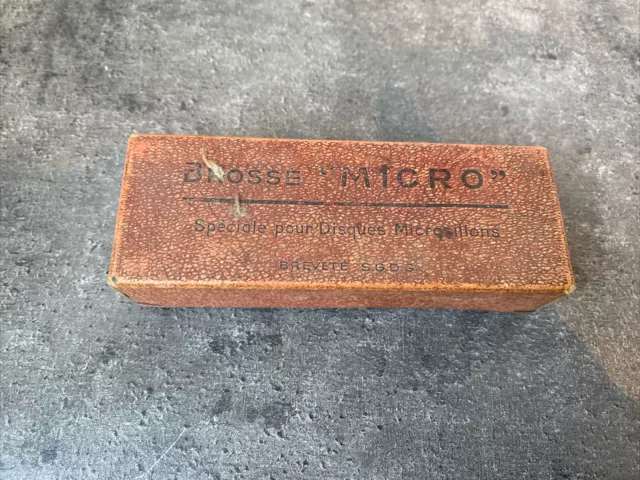 BROSSE "MICRO"
Spéciale pour Disques Microsillons
BREVETÉ S.G.D.G.